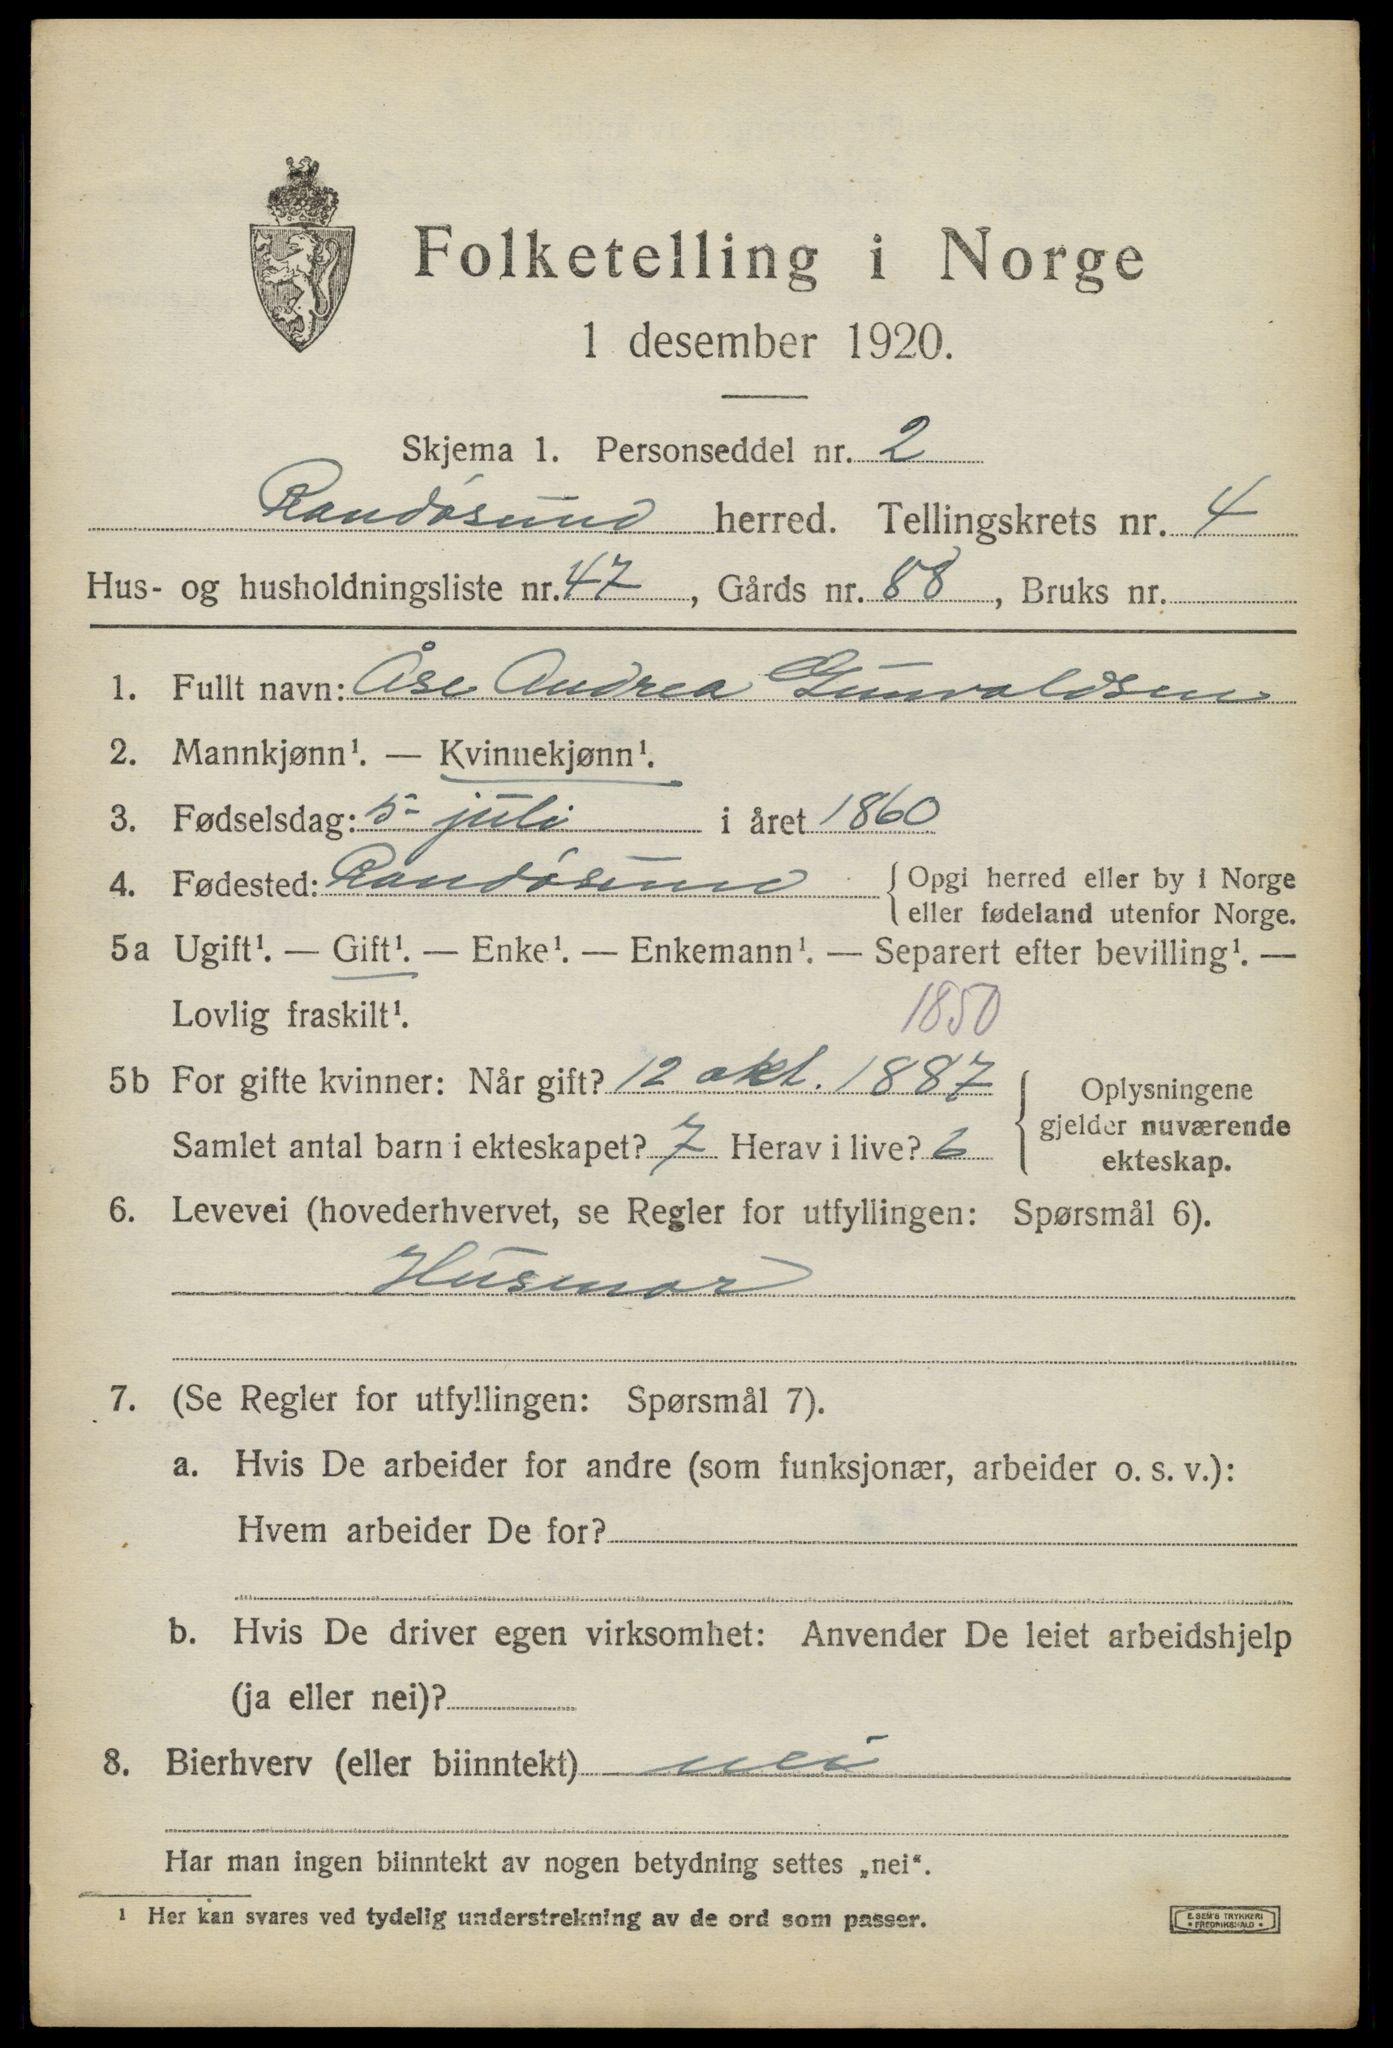 Folketelling i Norge
1 desember 1920.
Skjema 1. Personseddel nr. 2
Randøsund herred. Tellingskrets nr. 4
Hus- og husholdningsliste nr. 47, Gårds nr. 88, Bruks nr.
1. Fullt navn: Åse Andrea Gunvaldsen
2. Mannkjønn¹. — Kvinnekjønn¹.
3. Fødselsdag: 5 juli i året 1860
4. Fødested: Randøsund {Opgi herred eller by i Norge
eller fødeland utenfor Norge.
5a Ugift¹. — Gift¹. — Enke¹. — Enkemann¹. — Separert efter bevilling¹. —
Lovlig fraskilt¹. 1850
5b For gifte kvinner: Når gift? 12 okt. 1887
Samlet antal barn i ekteskapet? 7 Herav i live? 6
{Oplysningene
gjelder nuværende
ekteskap.
6. Levevei (hovederhvervet, se Regler for utfyllingen: Spørsmål 6).
Husmor
7. (Se Regler for utfyllingen: Spørsmål 7).
a. Hvis De arbeider for andre (som funksjonær, arbeider o. s. v.):
Hvem arbeider De for?
b. Hvis De driver egen virksomhet: Anvender De leiet arbeidshjelp
(ja eller nei)?
8. Bierhverv (eller biinntekt) nei
Har man ingen biinntekt av nogen betydning settes „nei“.
¹ Her kan svares ved tydelig understrekning av de ord som passer.
E. SEM'S TRYKKERI
• FREDRIKSHALD •